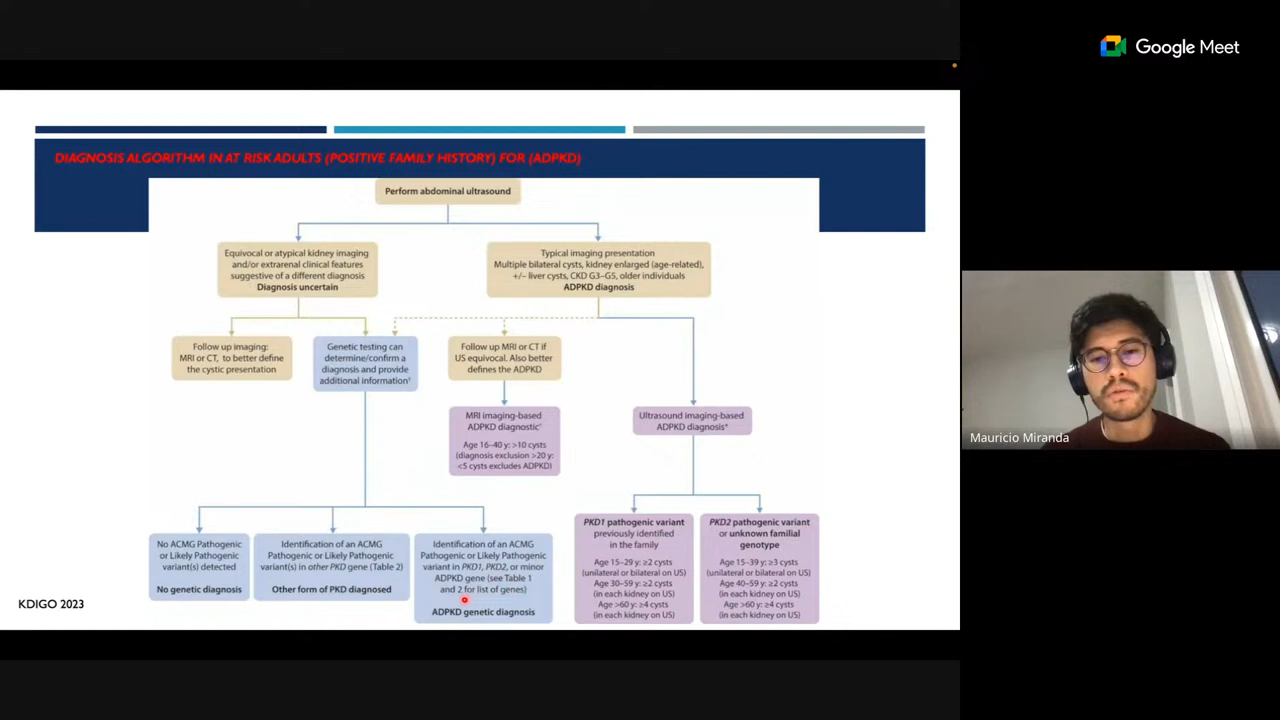 Google Meet
DIAGNOSIS ALGORITHM IN AT RISK ADULTS (POSITIVE FAMILY HISTORY) FOR (ADPKD)
Perform abdominal ultrasound
Equivocal or atypical kidney imaging
and/or extrarenal clinical features
suggestive of a different diagnosis
Diagnosis uncertain
Typical imaging presentation
Multiple bilateral cysts, kidney enlarged (age-related),
+/− liver cysts, CKD G3–G5, older individuals
ADPKD diagnosis
Follow up imaging:
MRI or CT, to better define
the cystic presentation
Genetic testing can
determine/confirm a
diagnosis and provide
additional information†
Follow up MRI or CT if
US equivocal. Also better
defines the ADPKD
MRI imaging-based
ADPKD diagnostic
Age 16–40 y: >10 cysts
(diagnosis exclusion >20 y:
<5 cysts excludes ADPKD)
Ultrasound imaging-based
ADPKD diagnosis*
No ACMG Pathogenic
or Likely Pathogenic
variant(s) detected
No genetic diagnosis
Identification of an ACMG
Pathogenic or Likely Pathogenic
variant(s) in other PKD gene (Table 2)
Other form of PKD diagnosed
Identification of an ACMG
Pathogenic or Likely Pathogenic
variant in PKD1, PKD2, or minor
ADPKD gene (see Table 1
and 2 for list of genes)
ADPKD genetic diagnosis
PKD1 pathogenic variant
previously identified
in the family
Age 15–29 y: ≥2 cysts
(unilateral or bilateral on US)
Age 30–59 y: ≥2 cysts
(in each kidney on US)
Age >60 y: ≥4 cysts
(in each kidney on US)
PKD2 pathogenic variant
or unknown familial
genotype
Age 15–39 y: ≥3 cysts
(unilateral or bilateral on US)
Age 40–59 y: ≥2 cysts
(in each kidney on US)
Age >60 y: ≥4 cysts
(in each kidney on US)
KDIGO 2023
Mauricio Miranda